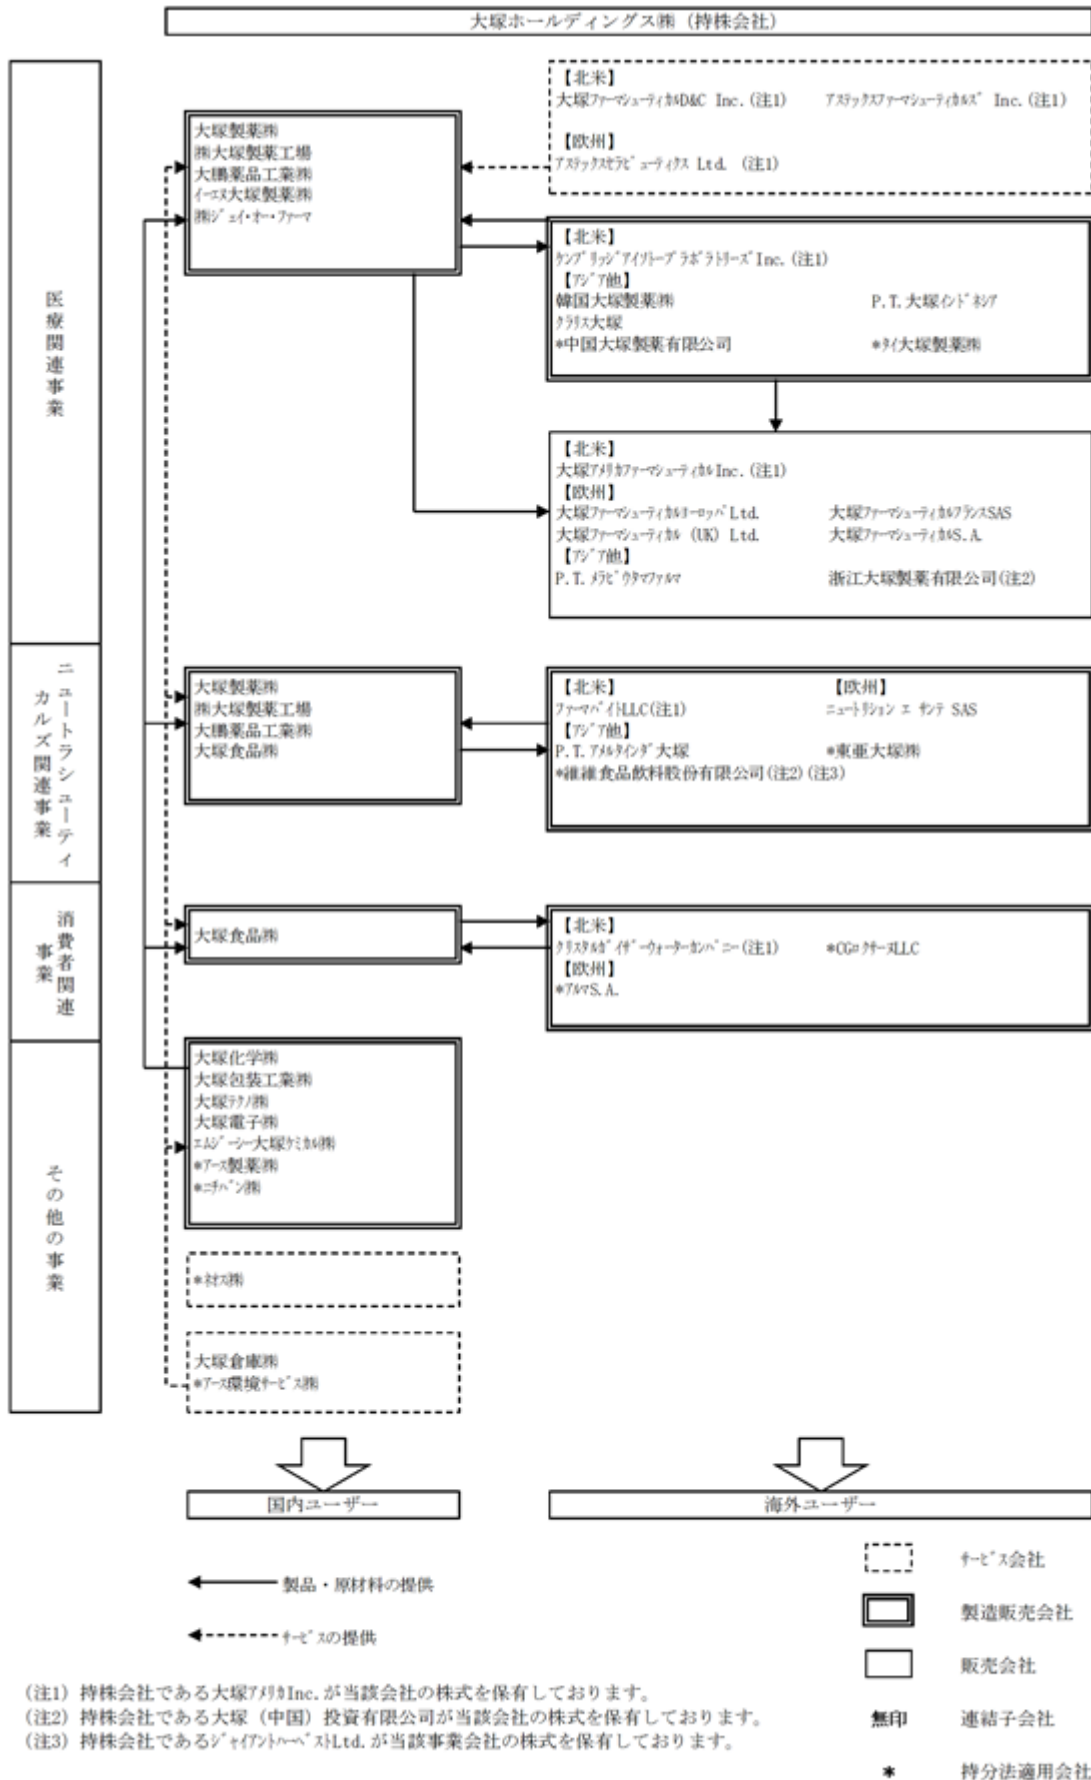 大塚ホールディングス㈱（持株会社）
医療関連事業
大塚製薬㈱
㈱大塚製薬工場
大鵬薬品工業㈱
イーエヌ大塚製薬㈱
㈱ジェイ・オー・ファーマ
【北米】
大塚ファーマシューティカルD&C Inc.（注1） アステックスファーマシューティカルズ Inc.（注1）
【欧州】
アステックスセラピューティクス Ltd.（注1）
【北米】
ケンブリッジアイソトープラボラトリーズInc.（注1）
【アジア他】
韓国大塚製薬㈱ P.T.大塚インドネシア
クラリス大塚
*中国大塚製薬有限公司 *タイ大塚製薬㈱
【北米】
大塚アメリカファーマシューティカルInc.（注1）
【欧州】
大塚ファーマシューティカルヨーロッパLtd. 大塚ファーマシューティカルフランスSAS
大塚ファーマシューティカル（UK）Ltd. 大塚ファーマシューティカルS.A.
【アジア他】
P.T.メラピウタマファルマ 浙江大塚製薬有限公司(注2)
ニュートラシューティカルズ関連事業
大塚製薬㈱
㈱大塚製薬工場
大鵬薬品工業㈱
大塚食品㈱
【北米】 【欧州】
ファーマバイトLLC(注1) ニュートリション エ サンテ SAS
【アジア他】
P.T.アメルタインダ大塚 *東亜大塚㈱
*維維食品飲料股份有限公司(注2)(注3)
消費者関連事業
大塚食品㈱
【北米】
クリスタルガイザーウォーターカンパニー(注1) *CGロクサーヌLLC
【欧州】
*アルマS.A.
その他の事業
大塚化学㈱
大塚包装工業㈱
大塚テクノ㈱
大塚電子㈱
エムジーシー大塚ケミカル㈱
*アース製薬㈱
*ニチバン㈱
大塚倉庫㈱
*アース環境サービス㈱
国内ユーザー 海外ユーザー
製品・原材料の提供
サービスの提供
サービス会社
製造販売会社
販売会社
無印 連結子会社
* 持分法適用会社
（注1）持株会社である大塚アメリカInc.が当該会社の株式を保有しております。
（注2）持株会社である大塚（中国）投資有限公司が当該会社の株式を保有しております。
（注3）持株会社であるジャイアントハーベストLtd.が当該事業会社の株式を保有しております。